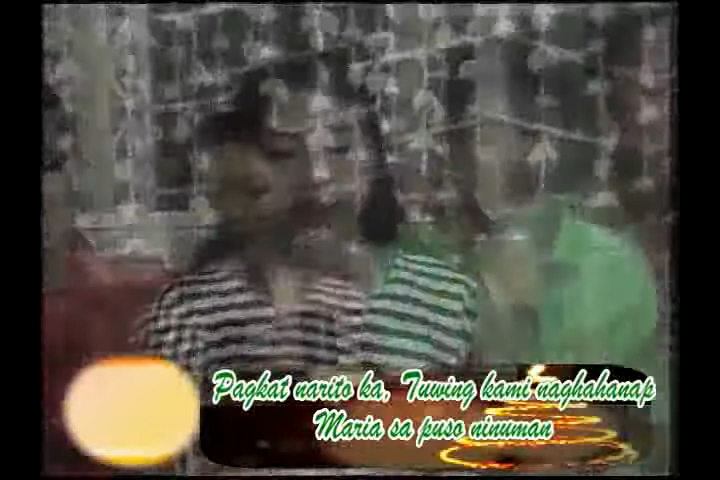 Pagkat narito ka, Tuwing kami naghahanap
Maria sa puso ninuman